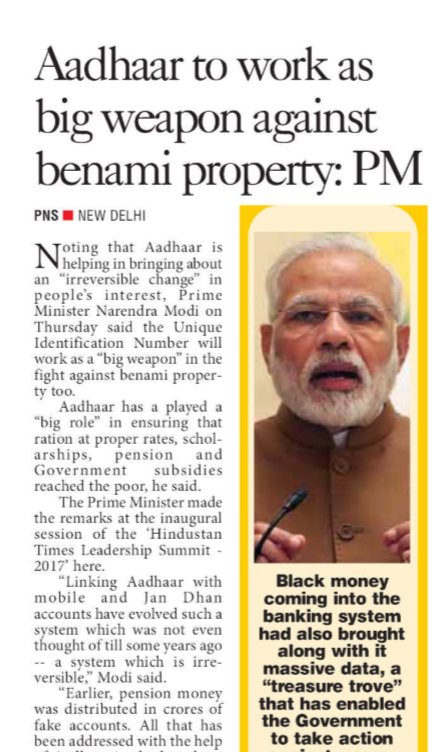 Aadhaar to work as
big weapon against
benami property: PM
PNS ■ NEW DELHI
Noting that Aadhaar is
helping in bringing about
an “irreversible change” in
people's interest, Prime
Minister Narendra Modi on
Thursday said the Unique
Identification Number will
work as a “big weapon” in the
fight against benami proper-
ty too.
Aadhaar has a played a
“big role” in ensuring that
ration at proper rates, schol-
arships, pension and
Government subsidies
reached the poor, he said.
The Prime Minister made
the remarks at the inaugural
session of the ‘Hindustan
Times Leadership Summit -
2017’ here.
“Linking Aadhaar with
mobile and Jan Dhan
accounts have evolved such a
system which was not even
thought of till some years ago
-- a system which is irre-
versible,” Modi said.
“Earlier, pension money
was distributed in crores of
fake accounts. All that has
been addressed with the help
Black money
coming into the
banking system
had also brought
along with it
massive data, a
“treasure trove”
that has enabled
the Government
to take action